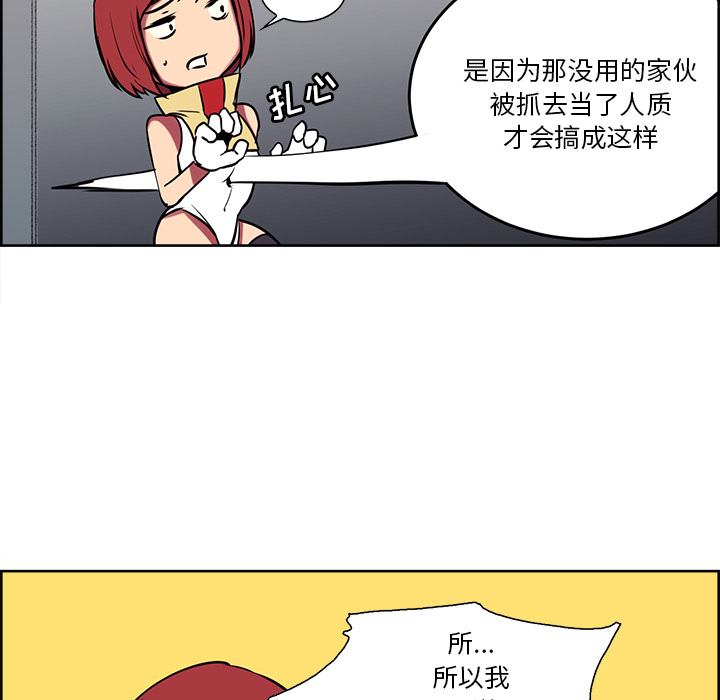 是因为那没用的家伙
被抓去当了人质
才会搞成这样
扎心
所...
所以我